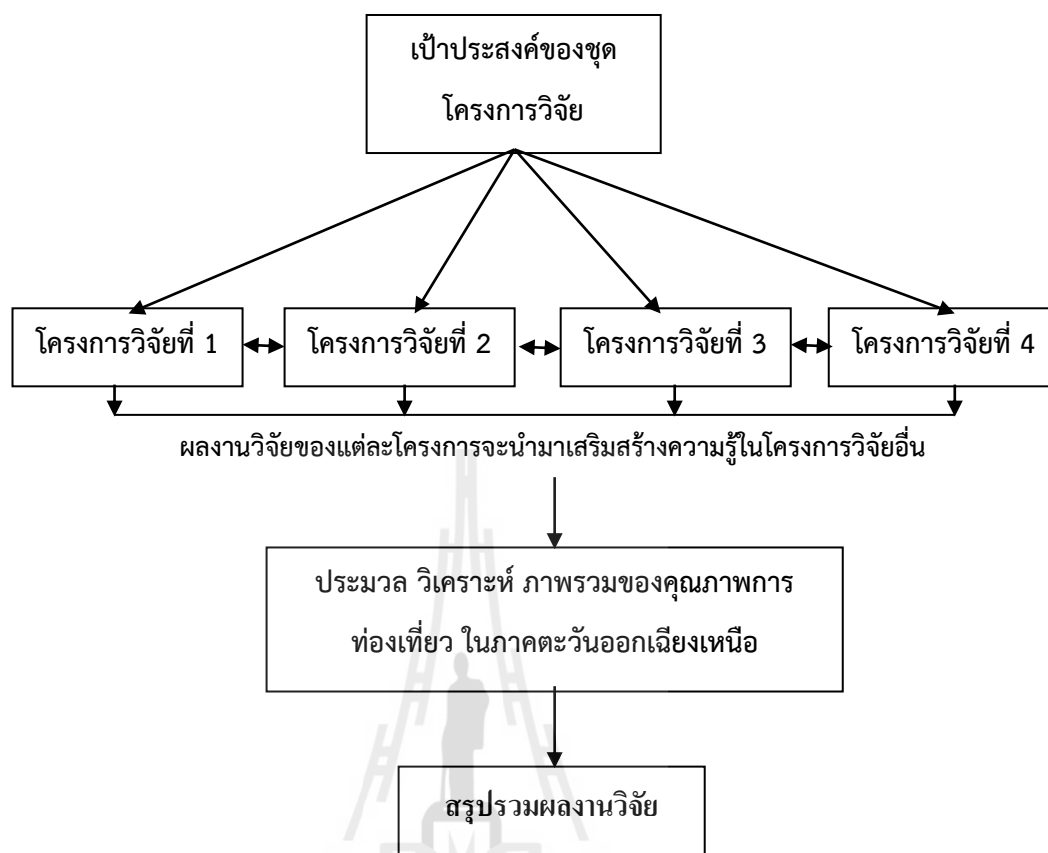 เป้าประสงค์ของชุด
โครงการวิจัย
โครงการวิจัยที่ 1
โครงการวิจัยที่ 2
โครงการวิจัยที่ 3
โครงการวิจัยที่ 4
ผลงานวิจัยของแต่ละโครงการจะนำมาเสริมสร้างความรู้ในโครงการวิจัยอื่น
ประมวล วิเคราะห์ ภาพรวมของคุณภาพการ
ท่องเที่ยว ในภาคตะวันออกเฉียงเหนือ
สรุปรวมผลงานวิจัย